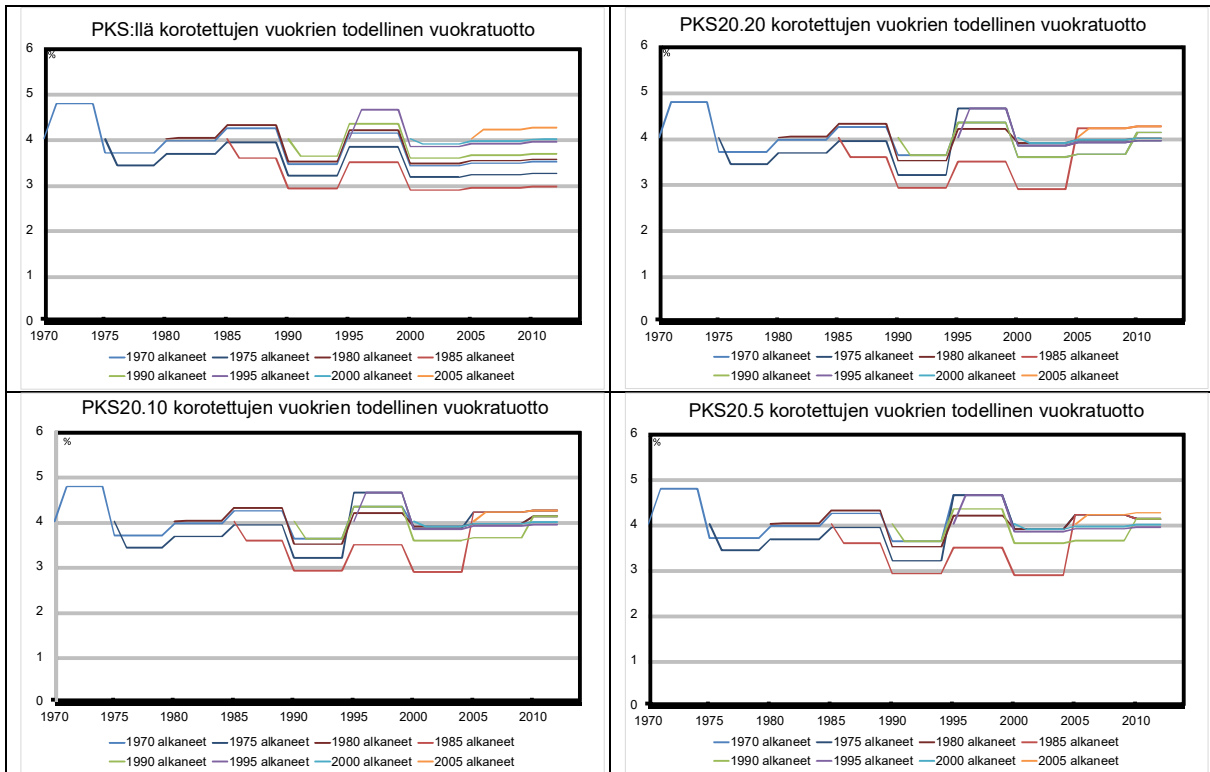 PKS:llä korotettujen vuokrien todellinen vuokratuotto
6
%
5
4
3
2
1
0
1970 1975 1980 1985 1990 1995 2000 2005 2010
1970 alkaneet 1975 alkaneet 1980 alkaneet 1985 alkaneet
1990 alkaneet 1995 alkaneet 2000 alkaneet 2005 alkaneet
PKS20.20 korotettujen vuokrien todellinen vuokratuotto
6
%
5
4
3
2
1
0
1970 1975 1980 1985 1990 1995 2000 2005 2010
1970 alkaneet 1975 alkaneet 1980 alkaneet 1985 alkaneet
1990 alkaneet 1995 alkaneet 2000 alkaneet 2005 alkaneet
PKS20.10 korotettujen vuokrien todellinen vuokratuotto
6
%
5
4
3
2
1
0
1970 1975 1980 1985 1990 1995 2000 2005 2010
1970 alkaneet 1975 alkaneet 1980 alkaneet 1985 alkaneet
1990 alkaneet 1995 alkaneet 2000 alkaneet 2005 alkaneet
PKS20.5 korotettujen vuokrien todellinen vuokratuotto
6
%
5
4
3
2
1
0
1970 1975 1980 1985 1990 1995 2000 2005 2010
1970 alkaneet 1975 alkaneet 1980 alkaneet 1985 alkaneet
1990 alkaneet 1995 alkaneet 2000 alkaneet 2005 alkaneet